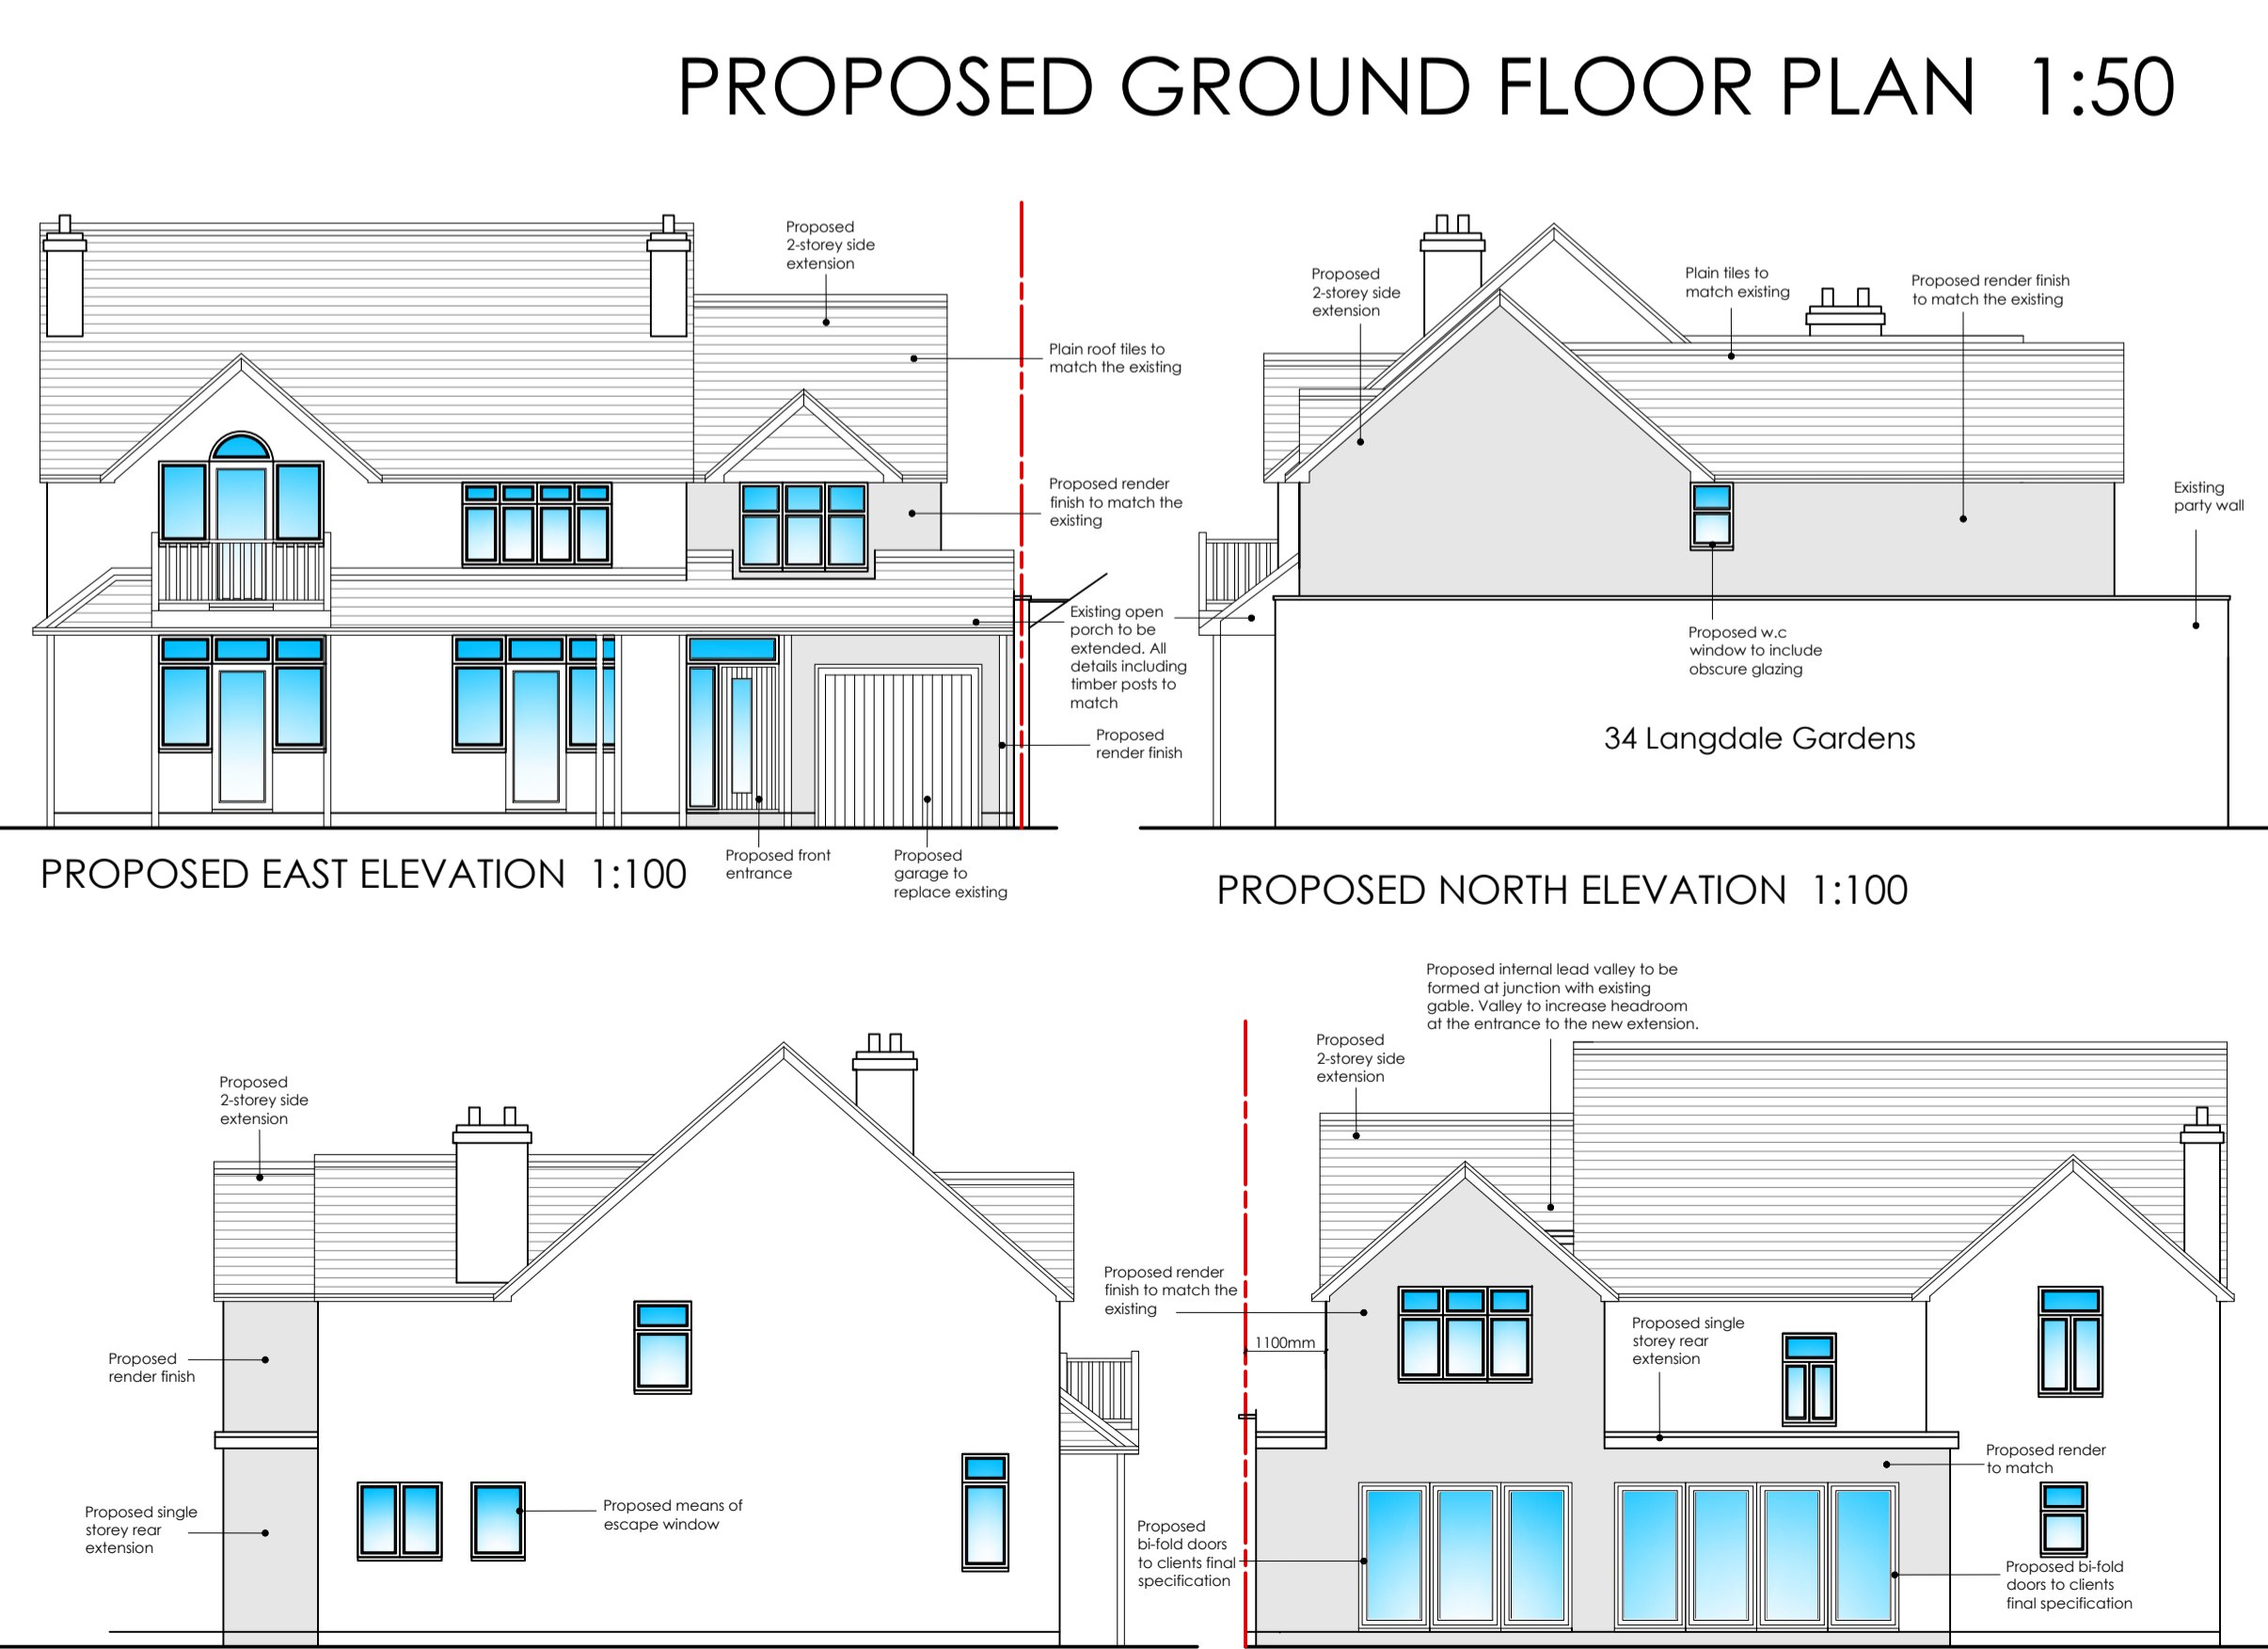 PROPOSED GROUND FLOOR PLAN 1:50
Proposed
2-storey side
extension
Plain roof tiles to
match the existing
Proposed render
finish to match the
existing
Existing open
porch to be
extended. All
details including
timber posts to
match
Proposed
render finish
Proposed front
entrance
Proposed
garage to
replace existing
PROPOSED EAST ELEVATION 1:100
Proposed
2-storey side
extension
Plain tiles to
match existing
Proposed render finish
to match the existing
Existing
party wall
Proposed w.c
window to include
obscure glazing
34 Langdale Gardens
PROPOSED NORTH ELEVATION 1:100
Proposed
2-storey side
extension
Proposed
render finish
Proposed single
storey rear
extension
Proposed means of
escape window
Proposed internal lead valley to be
formed at junction with existing
gable. Valley to increase headroom
at the entrance to the new extension.
Proposed
2-storey side
extension
Proposed render
finish to match the
existing
1100mm
Proposed single
storey rear
extension
Proposed render
to match
Proposed
bi-fold doors
to clients final
specification
Proposed bi-fold
doors to clients
final specification